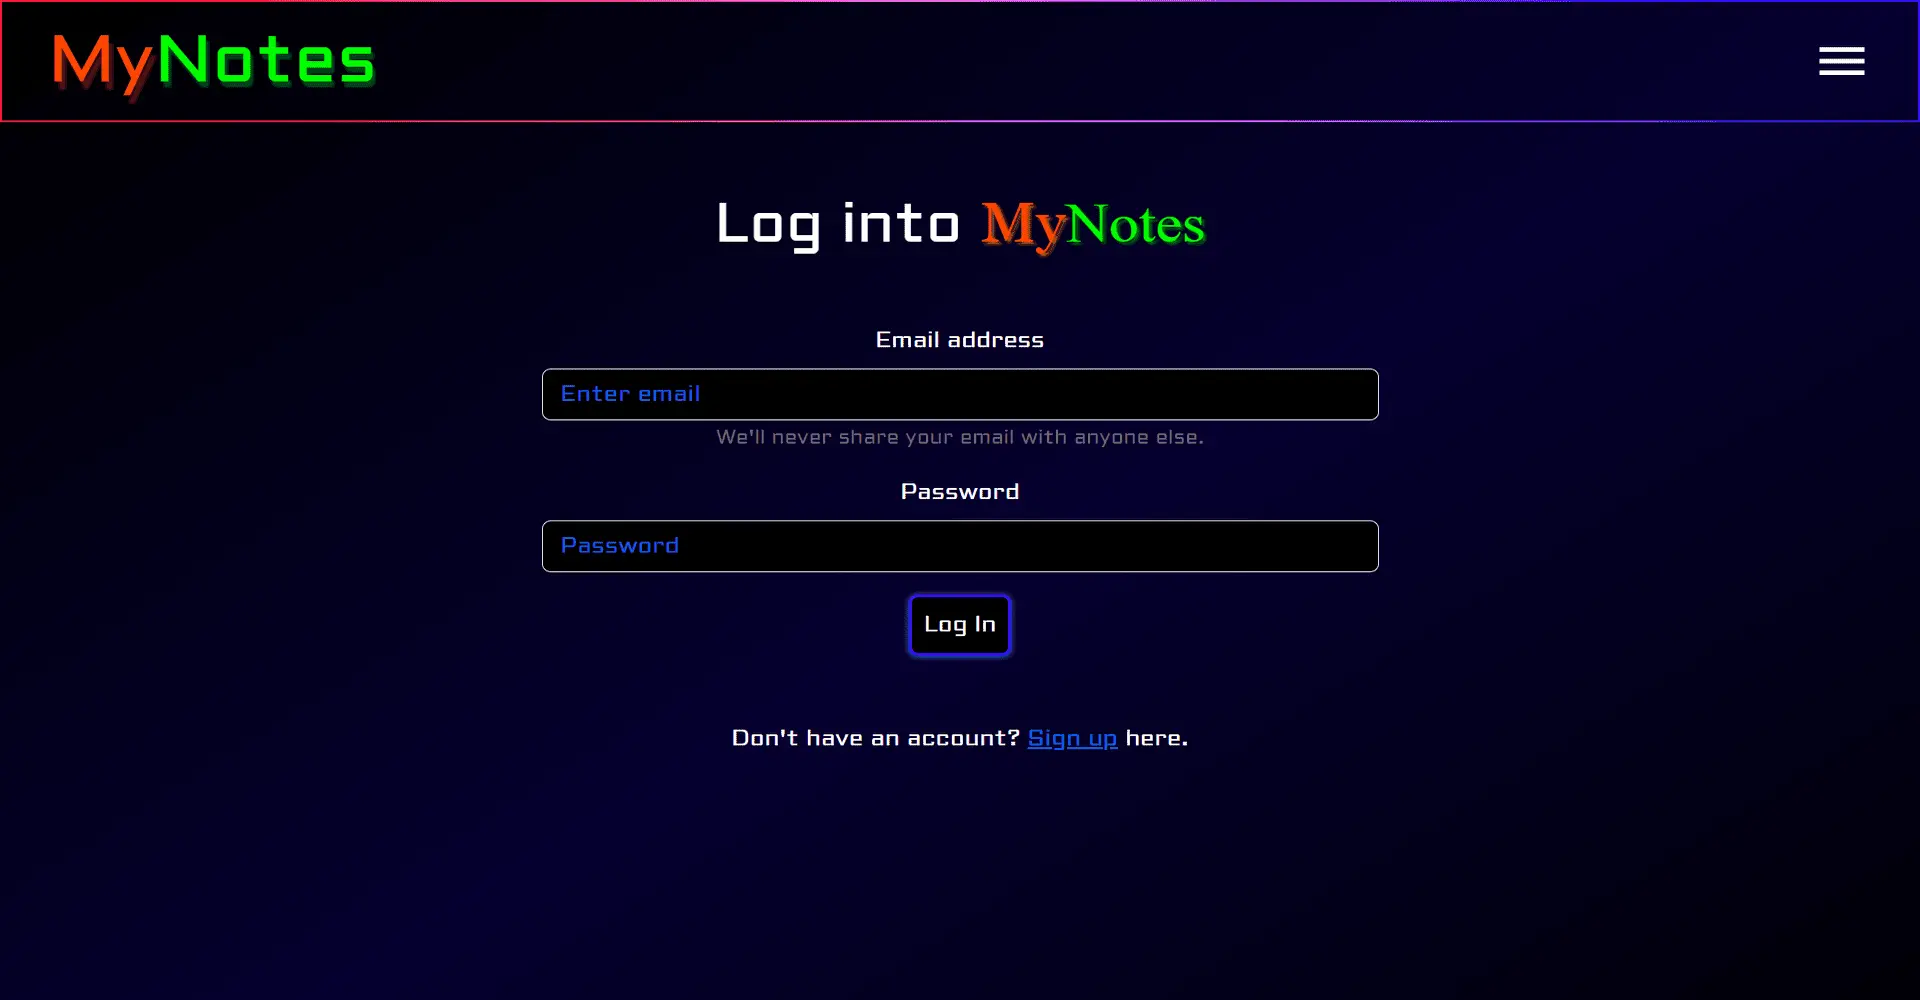 MyNotes
Log into MyNotes
Email address
Enter email
We'll never share your email with anyone else.
Password
Password
Log In
Don't have an account? Sign up here.